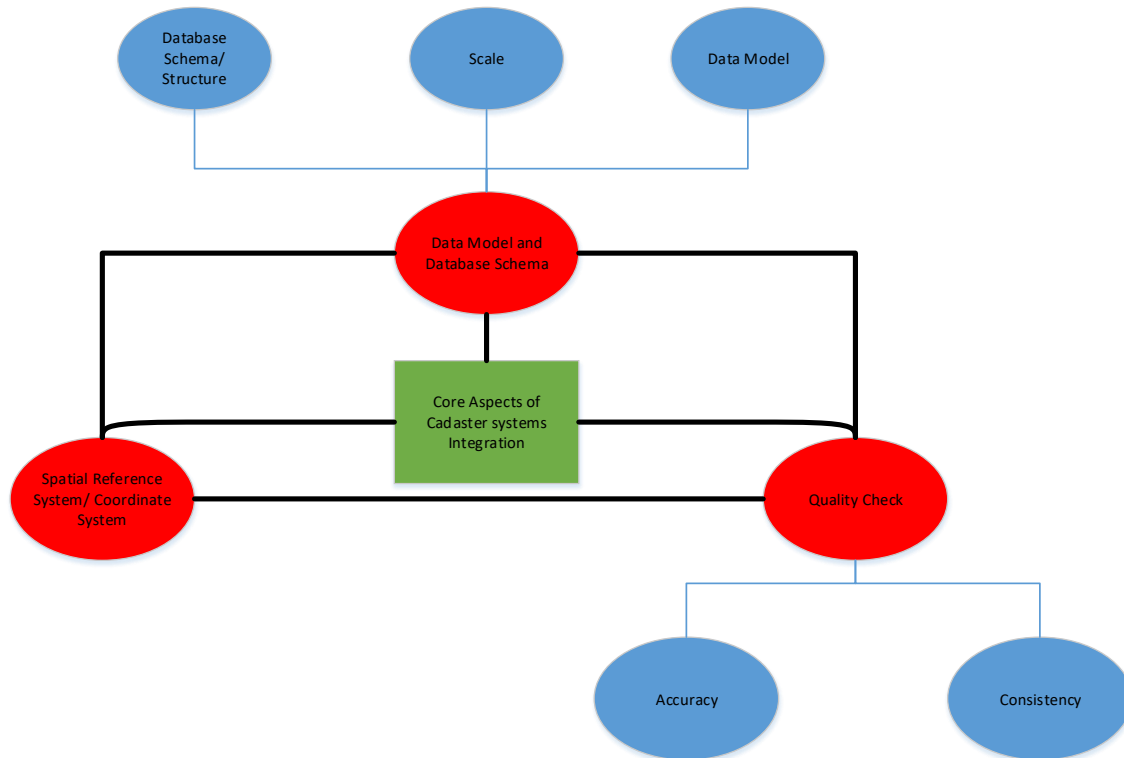 Database
Schema/
Structure
Scale
Data Model
Data Model and
Database Schema
Core Aspects of
Cadaster systems
Integration
Spatial Reference
System/ Coordinate
System
Quality Check
Accuracy
Consistency